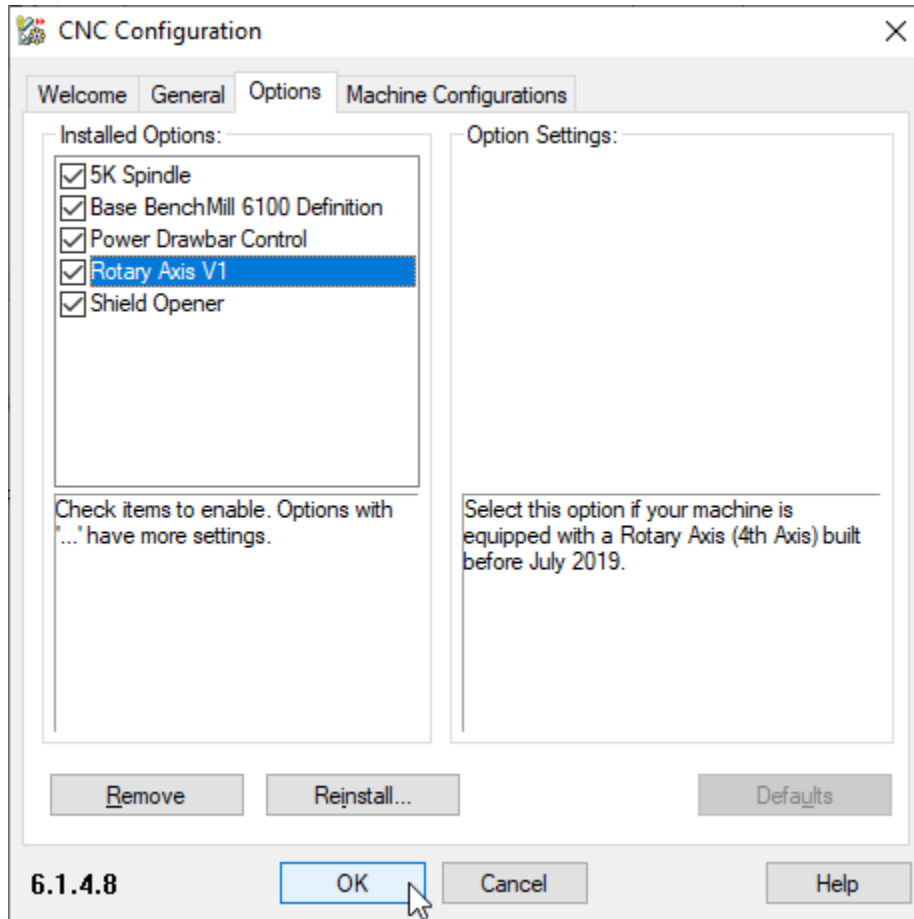 CNC Configuration
Welcome General Options Machine Configurations
Installed Options:
5K Spindle
Base BenchMill 6100 Definition
Power Drawbar Control
Rotary Axis V1
Shield Opener
Check items to enable. Options with
'...' have more settings.
Option Settings:
Select this option if your machine is
equipped with a Rotary Axis (4th Axis) built
before July 2019.
Remove Reinstall... Defaults
6.1.4.8 OK Cancel Help